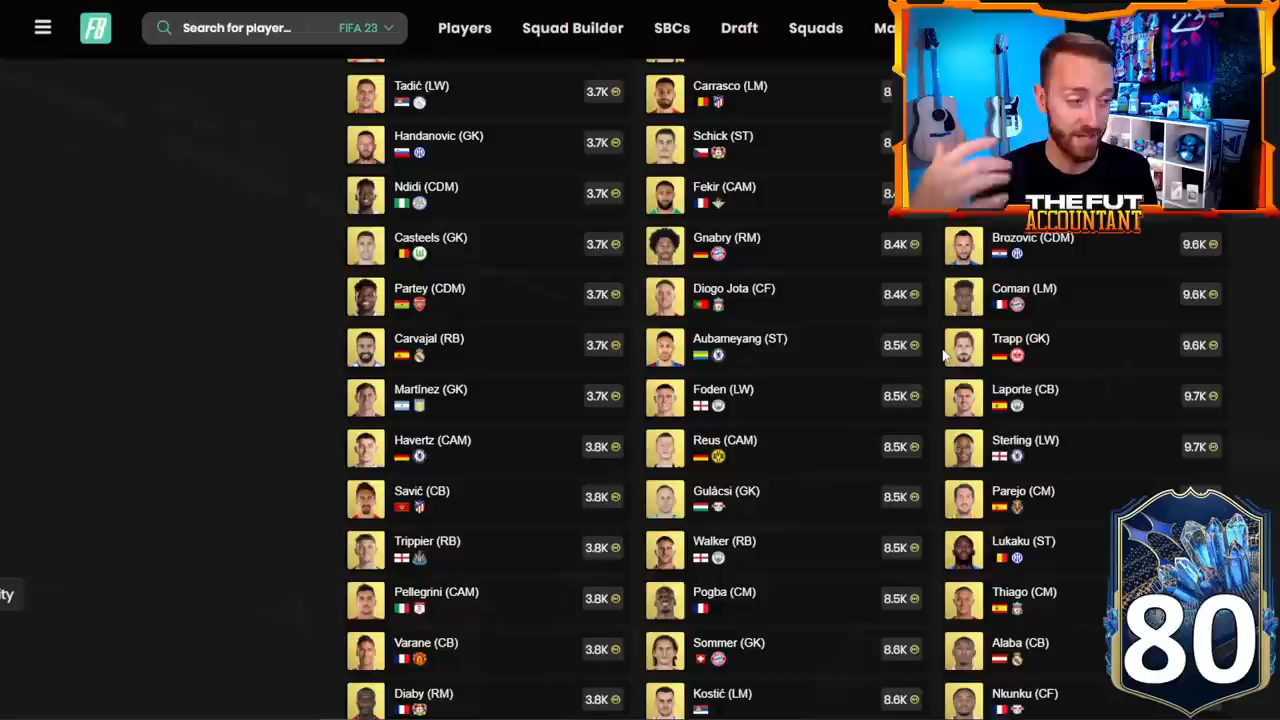 FB
Search for player...
FIFA 23
Players
Squad Builder
SBCs
Draft
Squads
Ma
THE FUT
ACCOUNTANT
Tadić (LW)
3.7K
Handanovic (GK)
3.7K
Ndidi (CDM)
3.7K
Casteels (GK)
3.7K
Partey (CDM)
3.7K
Carvajal (RB)
3.7K
Martínez (GK)
3.7K
Havertz (CAM)
3.8K
Savić (CB)
3.8K
Trippier (RB)
3.8K
Pellegrini (CAM)
3.8K
Varane (CB)
3.8K
Diaby (RM)
3.8K
Carrasco (LM)
8.
Schick (ST)
8.
Fekir (CAM)
8.
Gnabry (RM)
8.4K
Diogo Jota (CF)
8.4K
Aubameyang (ST)
8.5K
Foden (LW)
8.5K
Reus (CAM)
8.5K
Gulácsi (GK)
8.5K
Walker (RB)
8.5K
Pogba (CM)
8.5K
Sommer (GK)
8.6K
Kostić (LM)
8.6K
Brozovic (CDM)
9.6K
Coman (LM)
9.6K
Trapp (GK)
9.6K
Laporte (CB)
9.7K
Sterling (LW)
9.7K
Parejo (CM)
Lukaku (ST)
Thiago (CM)
Alaba (CB)
Nkunku (CF)
ity
80